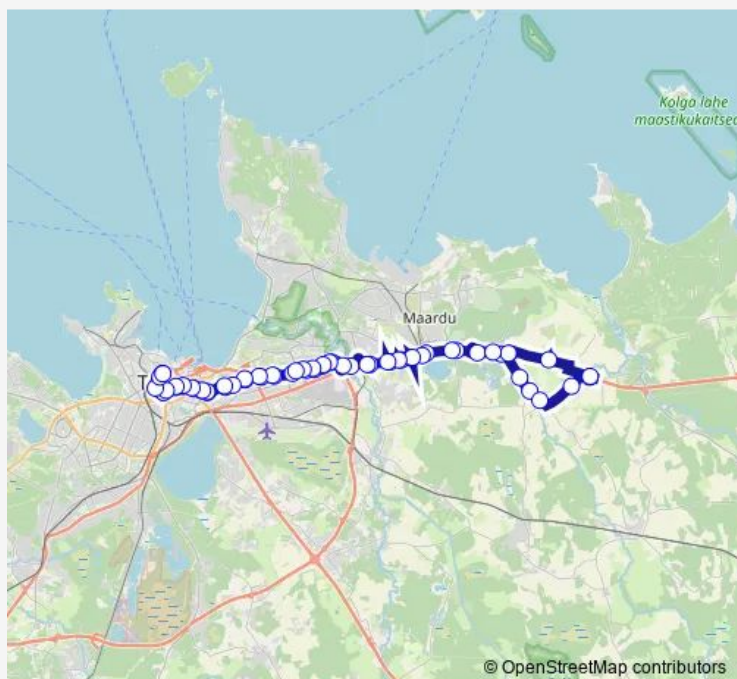 Kolga lahe
maastikukaitsea
Maardu
T
© OpenStreetMap contributors